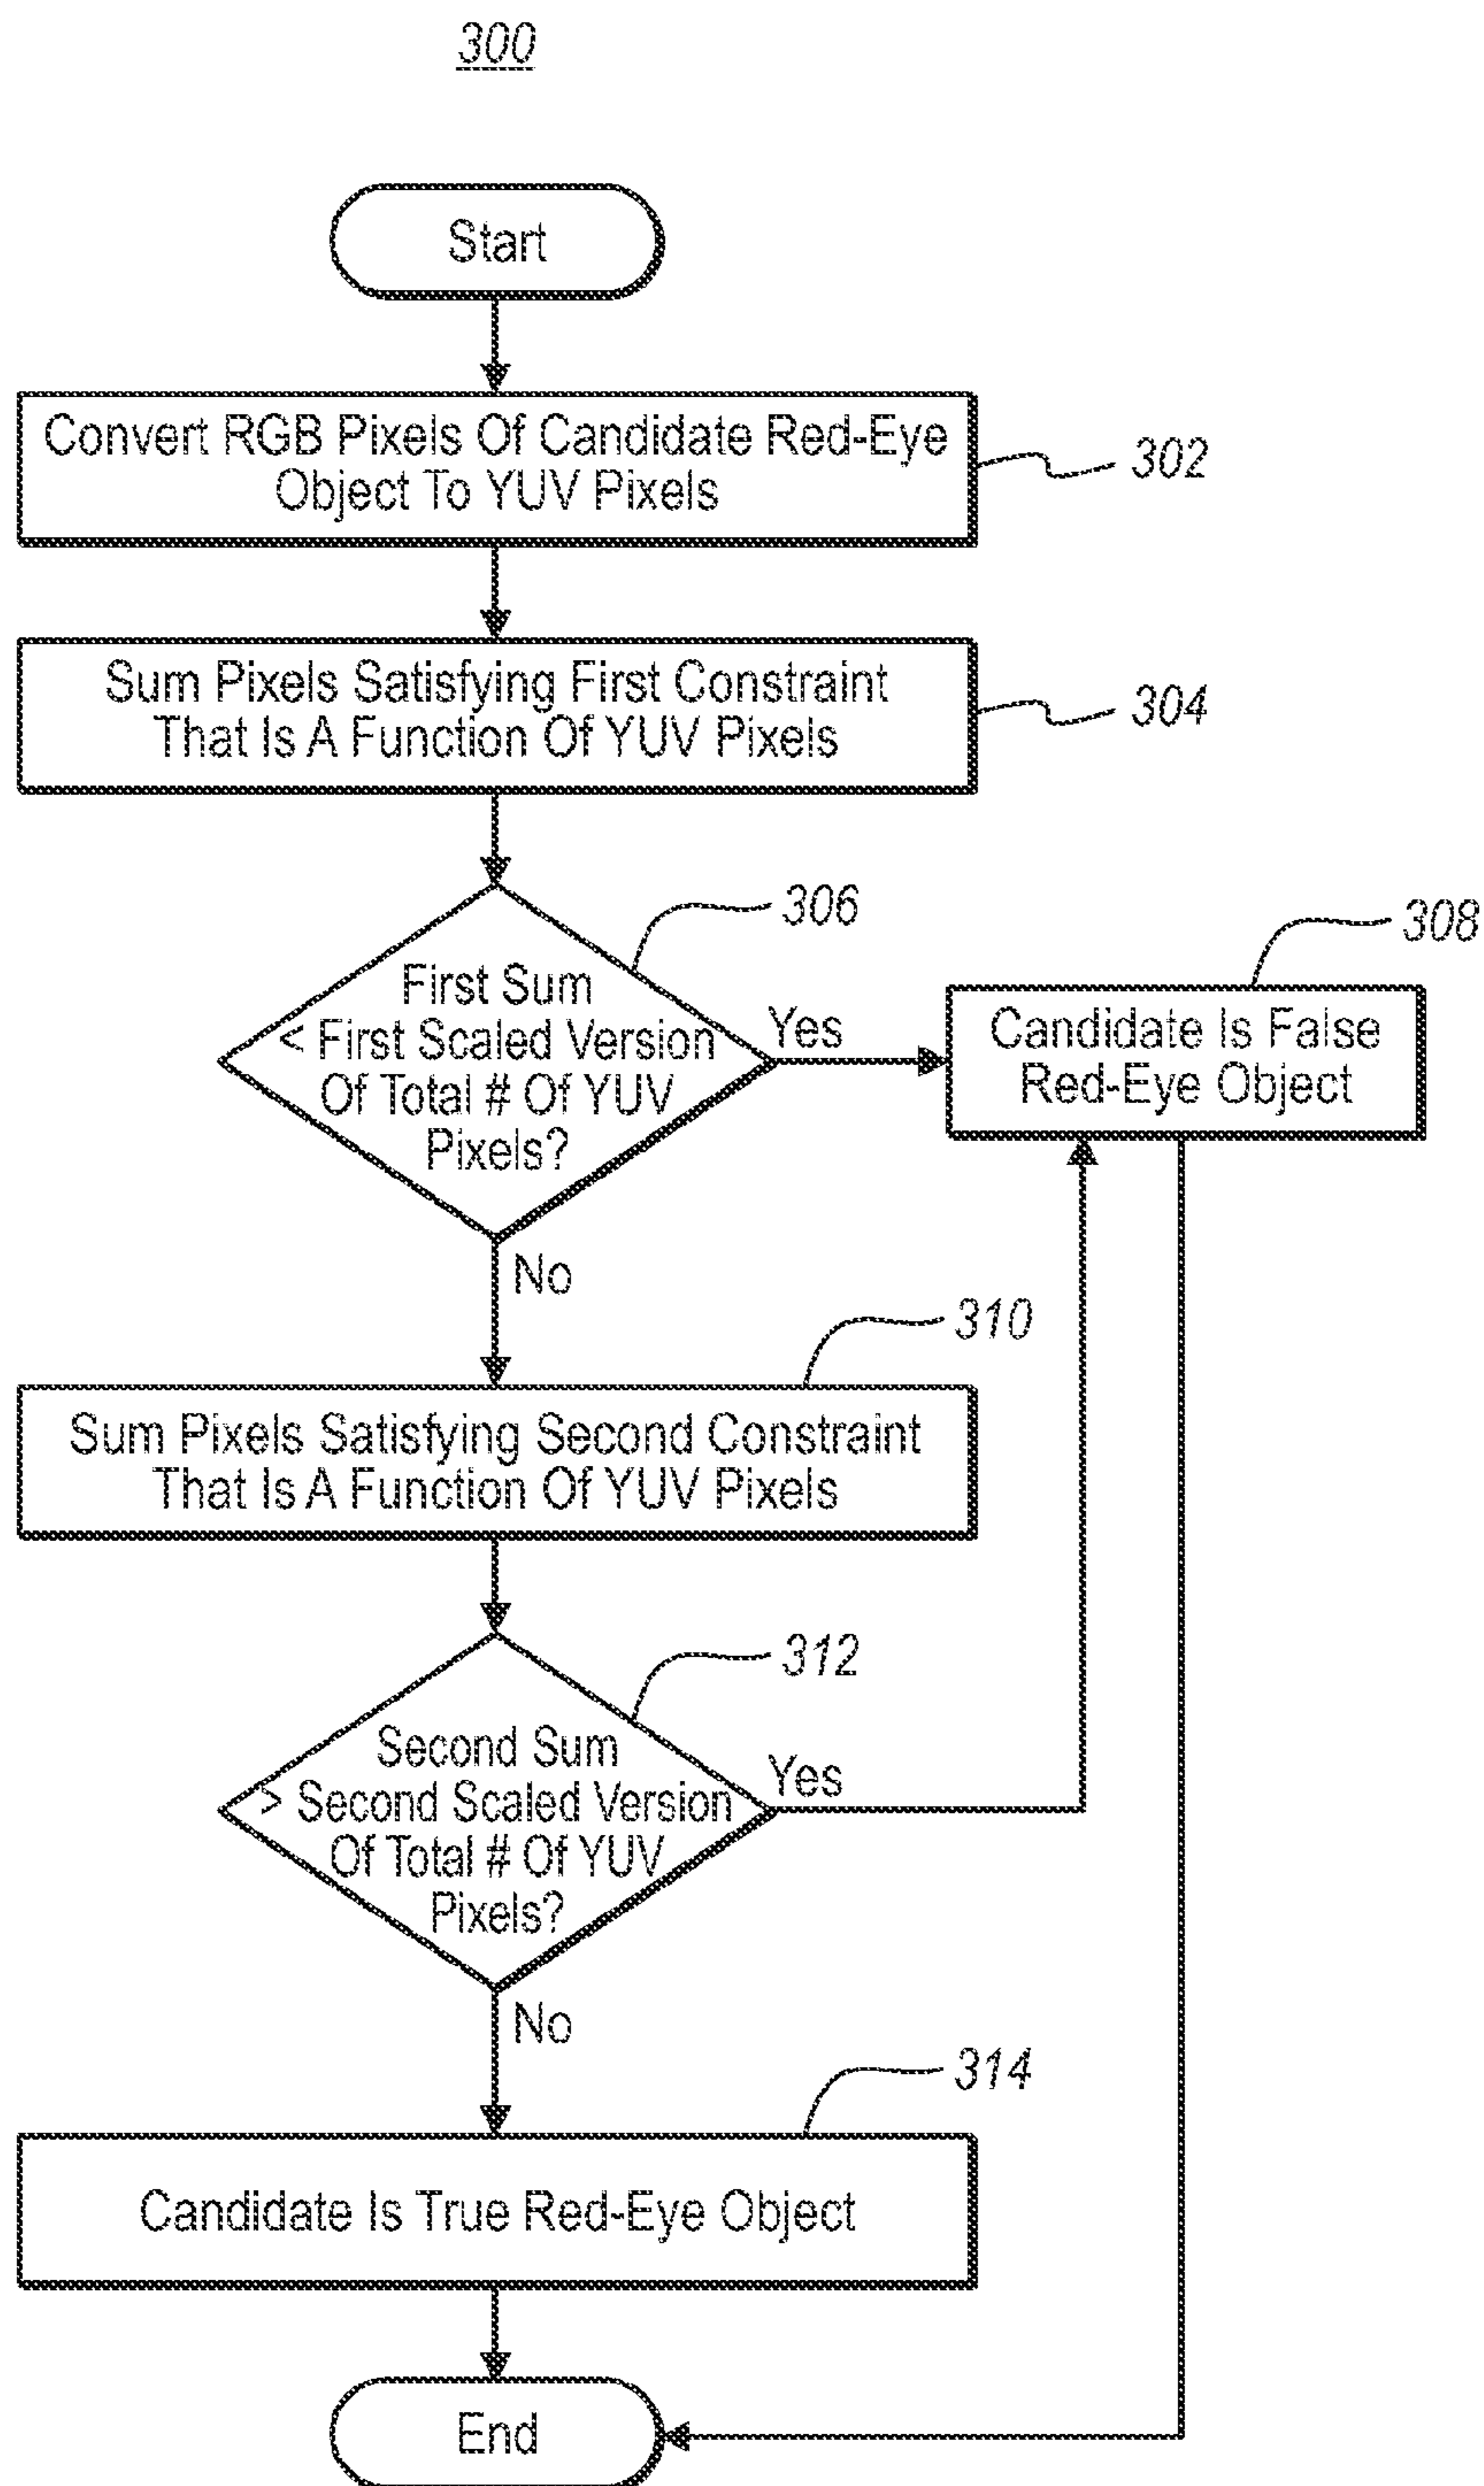 300
Start
Convert RGB Pixels Of Candidate Red-Eye
Object To YUV Pixels
302
Sum Pixels Satisfying First Constraint
That Is A Function Of YUV Pixels
304
306
First Sum
< First Scaled Version
Of Total # Of YUV
Pixels?
Yes
308
Candidate Is False
Red-Eye Object
No
310
Sum Pixels Satisfying Second Constraint
That Is A Function Of YUV Pixels
312
Second Sum
> Second Scaled Version
Of Total # Of YUV
Pixels?
Yes
No
314
Candidate Is True Red-Eye Object
End